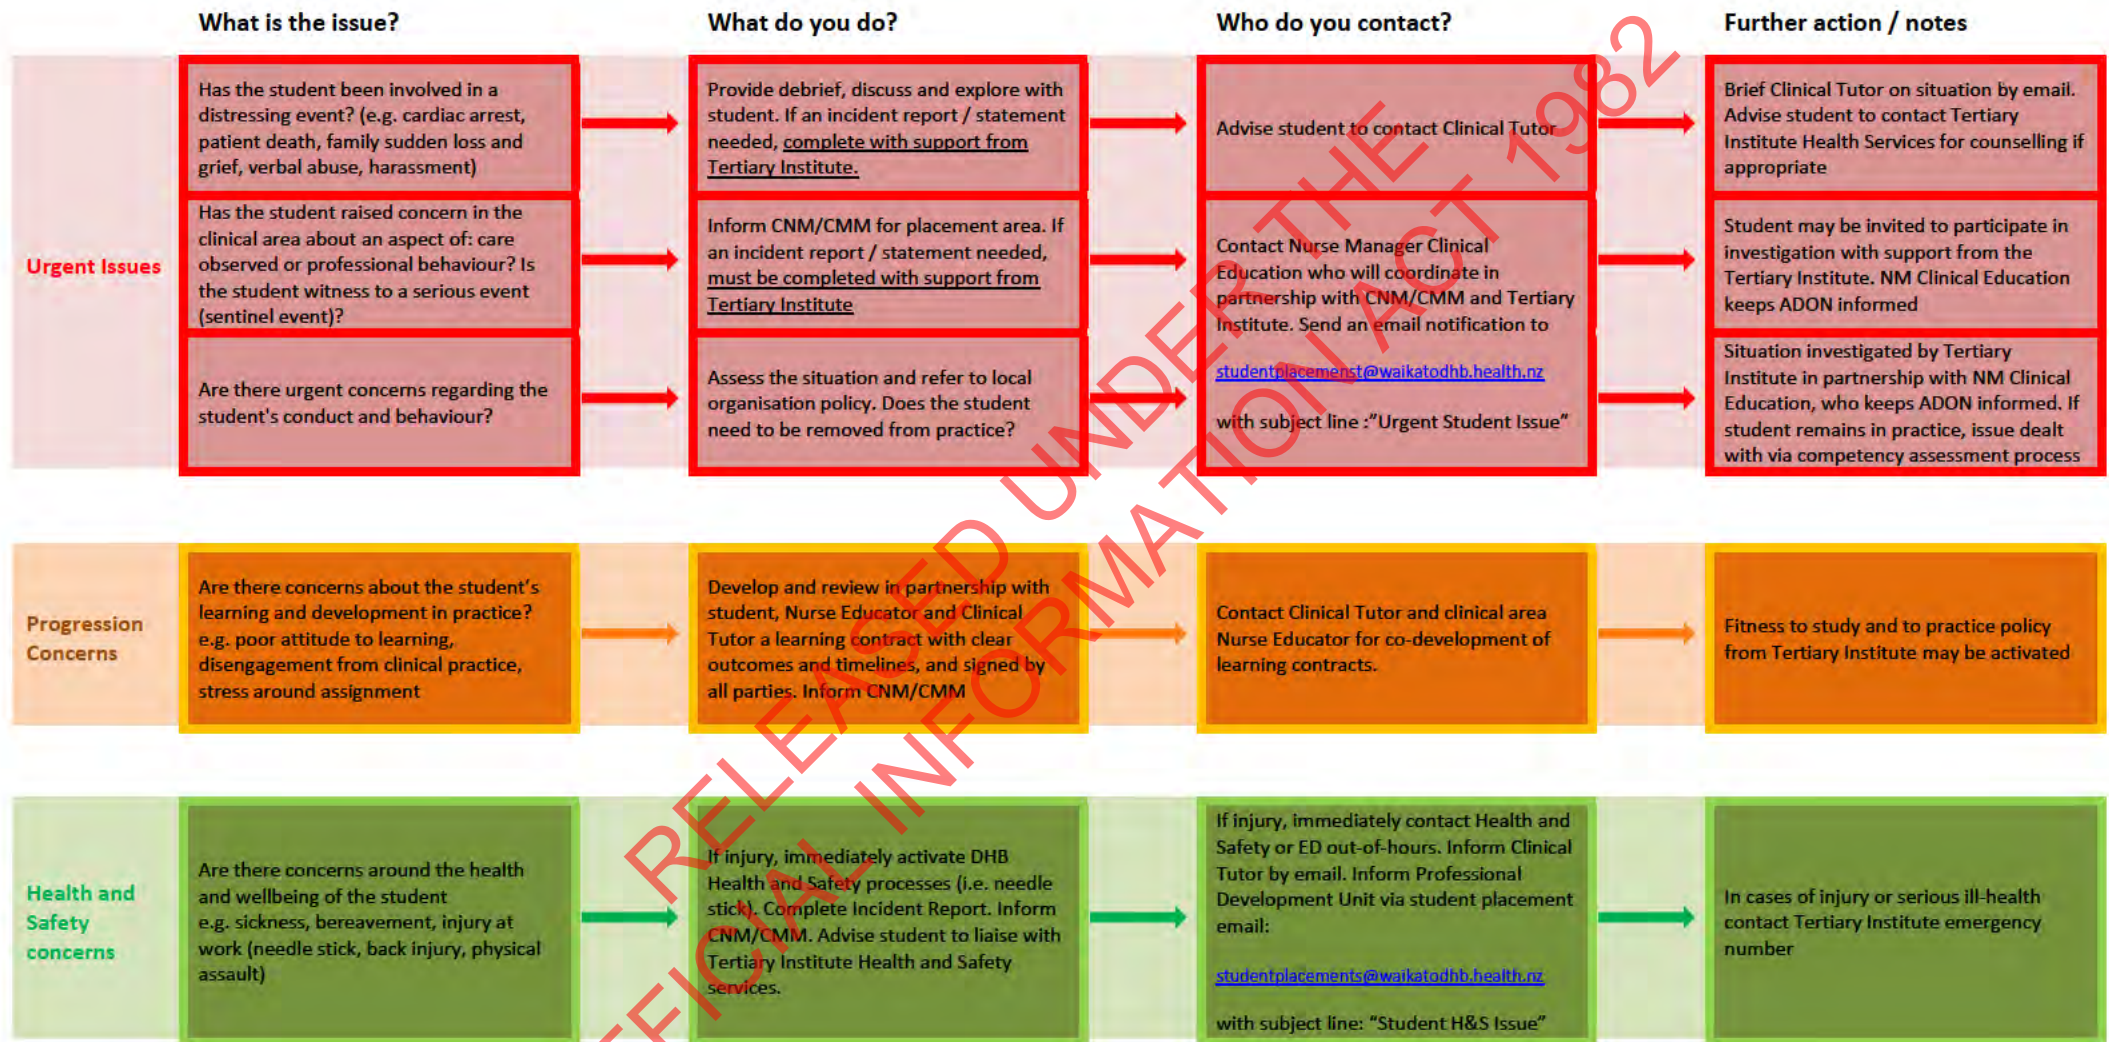 What is the issue?
What do you do?
Who do you contact?
Further action / notes
Urgent Issues
Has the student been involved in a
distressing event? (e.g. cardiac arrest,
patient death, family sudden loss and
grief, verbal abuse, harassment)
Provide debrief, discuss and explore with
student. If an incident report / statement
needed, complete with support from
Tertiary Institute.
Advise student to contact Clinical Tutor
Brief Clinical Tutor on situation by email.
Advise student to contact Tertiary
Institute Health Services for counselling if
appropriate
Has the student raised concern in the
clinical area about an aspect of: care
observed or professional behaviour? Is
the student witness to a serious event
(sentinel event)?
Inform CNM/CMM for placement area. If
an incident report / statement needed,
must be completed with support from
Tertiary Institute
Contact Nurse Manager Clinical
Education who will coordinate in
partnership with CNM/CMM and Tertiary
Institute. Send an email notification to
studentplacemenst@waikatodhb.health.nz
with subject line :"Urgent Student Issue"
Student may be invited to participate in
investigation with support from the
Tertiary Institute. NM Clinical Education
keeps ADON informed
Are there urgent concerns regarding the
student's conduct and behaviour?
Assess the situation and refer to local
organisation policy. Does the student
need to be removed from practice?
Situation investigated by Tertiary
Institute in partnership with NM Clinical
Education, who keeps ADON informed. If
student remains in practice, issue dealt
with via competency assessment process
Progression
Concerns
Are there concerns about the student's
learning and development in practice?
e.g. poor attitude to learning,
disengagement from clinical practice,
stress around assignment
Develop and review in partnership with
student, Nurse Educator and Clinical
Tutor a learning contract with clear
outcomes and timelines, and signed by
all parties. Inform CNM/CMM
Contact Clinical Tutor and clinical area
Nurse Educator for co-development of
learning contracts.
Fitness to study and to practice policy
from Tertiary Institute may be activated
Health and
Safety
concerns
Are there concerns around the health
and wellbeing of the student
e.g. sickness, bereavement, injury at
work (needle stick, back injury, physical
assault)
If injury, immediately activate DHB
Health and Safety processes (i.e. needle
stick). Complete Incident Report. Inform
CNM/CMM. Advise student to liaise with
Tertiary Institute Health and Safety
services.
If injury, immediately contact Health and
Safety or ED out-of-hours. Inform Clinical
Tutor by email. Inform Professional
Development Unit via student placement
email:
studentplacements@waikatodhb.health.nz
with subject line: "Student H&S Issue"
In cases of injury or serious ill-health
contact Tertiary Institute emergency
number
RELEASED UNDER THE
OFFICIAL INFORMATION ACT 1982